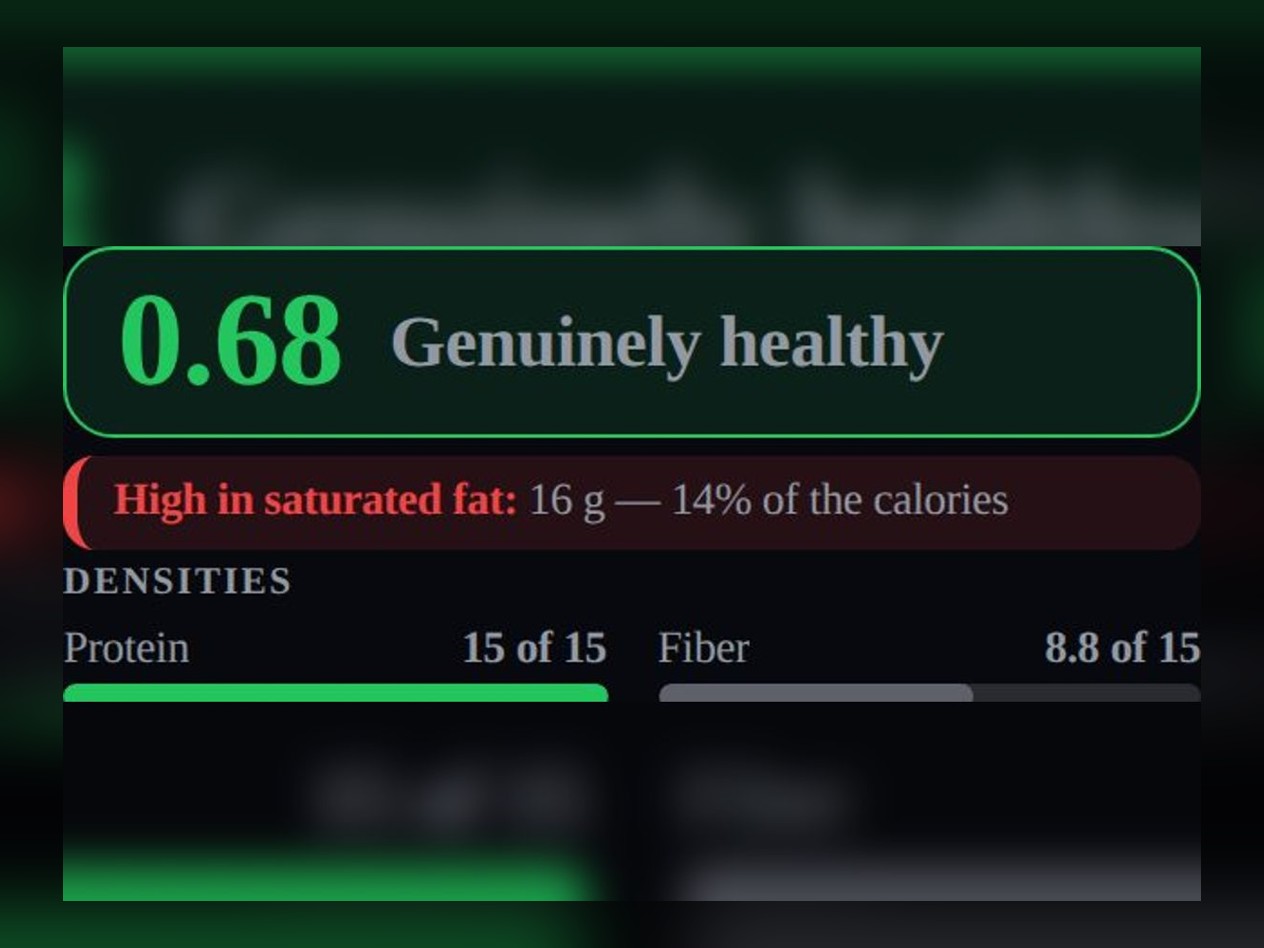 0.68 Genuinely healthy
High in saturated fat: 16 g — 14% of the calories
DENSITIES
Protein 15 of 15 Fiber 8.8 of 15